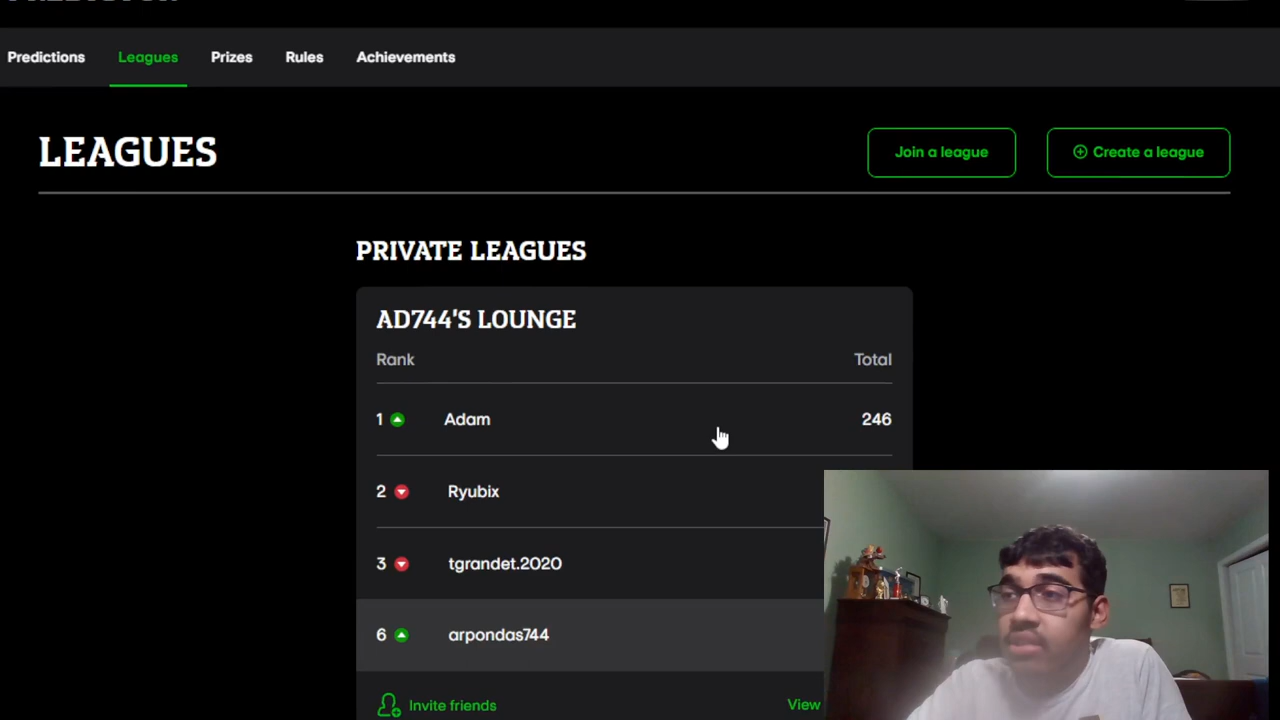 Predictions Leagues Prizes Rules Achievements
LEAGUES Join a league Create a league
PRIVATE LEAGUES
AD744'S LOUNGE
Rank Total
1 Adam 246
2 Ryubix
3 tgrandet.2020
6 arpondas744
Invite friends View